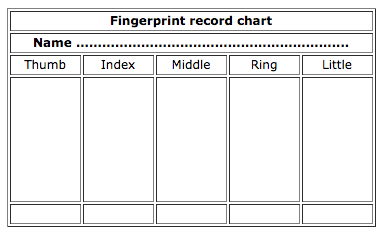 Fingerprint record chart
Name ................................................................
Thumb Index Middle Ring Little